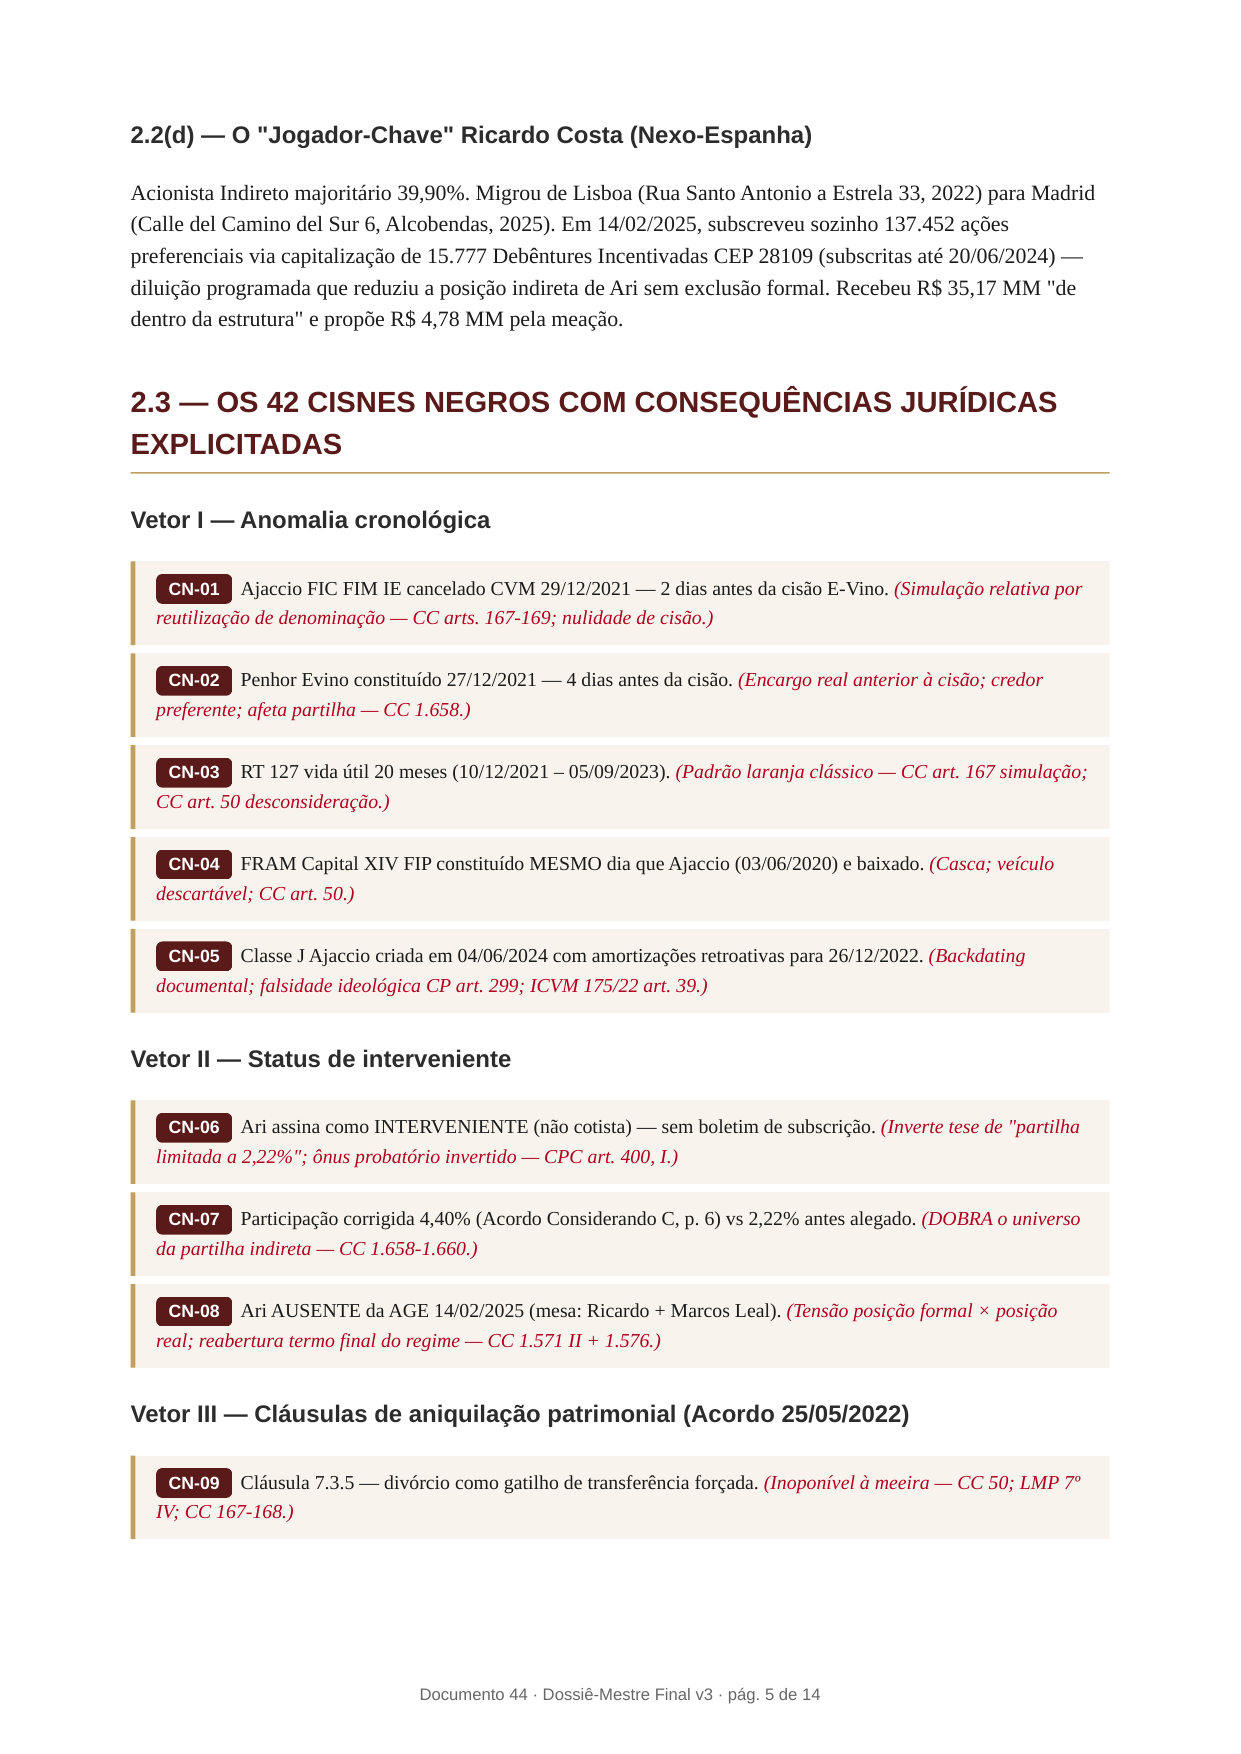 2.2(d) — O "Jogador-Chave" Ricardo Costa (Nexo-Espanha)
Acionista Indireto majoritário 39,90%. Migrou de Lisboa (Rua Santo Antonio a Estrela 33, 2022) para Madrid
(Calle del Camino del Sur 6, Alcobendas, 2025). Em 14/02/2025, subscreveu sozinho 137.452 ações
preferenciais via capitalização de 15.777 Debêntures Incentivadas CEP 28109 (subscritas até 20/06/2024) —
diluição programada que reduziu a posição indireta de Ari sem exclusão formal. Recebeu R$ 35,17 MM "de
dentro da estrutura" e propõe R$ 4,78 MM pela meação.
2.3 — OS 42 CISNES NEGROS COM CONSEQUÊNCIAS JURÍDICAS
EXPLICITADAS
Vetor I — Anomalia cronológica
CN-01 Ajaccio FIC FIM IE cancelado CVM 29/12/2021 — 2 dias antes da cisão E-Vino. (Simulação relativa por
reutilização de denominação — CC arts. 167-169; nulidade de cisão.)
CN-02 Penhor Evino constituído 27/12/2021 — 4 dias antes da cisão. (Encargo real anterior à cisão; credor
preferente; afeta partilha — CC 1.658.)
CN-03 RT 127 vida útil 20 meses (10/12/2021 – 05/09/2023). (Padrão laranja clássico — CC art. 167 simulação;
CC art. 50 desconsideração.)
CN-04 FRAM Capital XIV FIP constituído MESMO dia que Ajaccio (03/06/2020) e baixado. (Casca; veículo
descartável; CC art. 50.)
CN-05 Classe J Ajaccio criada em 04/06/2024 com amortizações retroativas para 26/12/2022. (Backdating
documental; falsidade ideológica CP art. 299; ICVM 175/22 art. 39.)
Vetor II — Status de interveniente
CN-06 Ari assina como INTERVENIENTE (não cotista) — sem boletim de subscrição. (Inverte tese de "partilha
limitada a 2,22%"; ônus probatório invertido — CPC art. 400, I.)
CN-07 Participação corrigida 4,40% (Acordo Considerando C, p. 6) vs 2,22% antes alegado. (DOBRA o universo
da partilha indireta — CC 1.658-1.660.)
CN-08 Ari AUSENTE da AGE 14/02/2025 (mesa: Ricardo + Marcos Leal). (Tensão posição formal × posição
real; reabertura termo final do regime — CC 1.571 II + 1.576.)
Vetor III — Cláusulas de aniquilação patrimonial (Acordo 25/05/2022)
CN-09 Cláusula 7.3.5 — divórcio como gatilho de transferência forçada. (Inoponível à meeira — CC 50; LMP 7º
IV; CC 167-168.)
Documento 44 · Dossiê-Mestre Final v3 · pág. 5 de 14